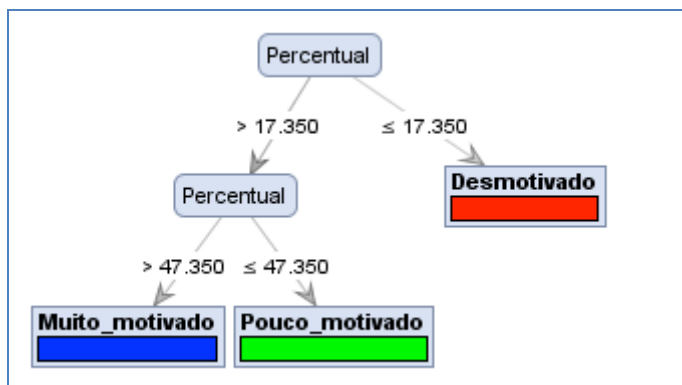 Percentual
> 17.350 ≤ 17.350
Percentual
Desmotivado
> 47.350 ≤ 47.350
Muito_motivado Pouco_motivado